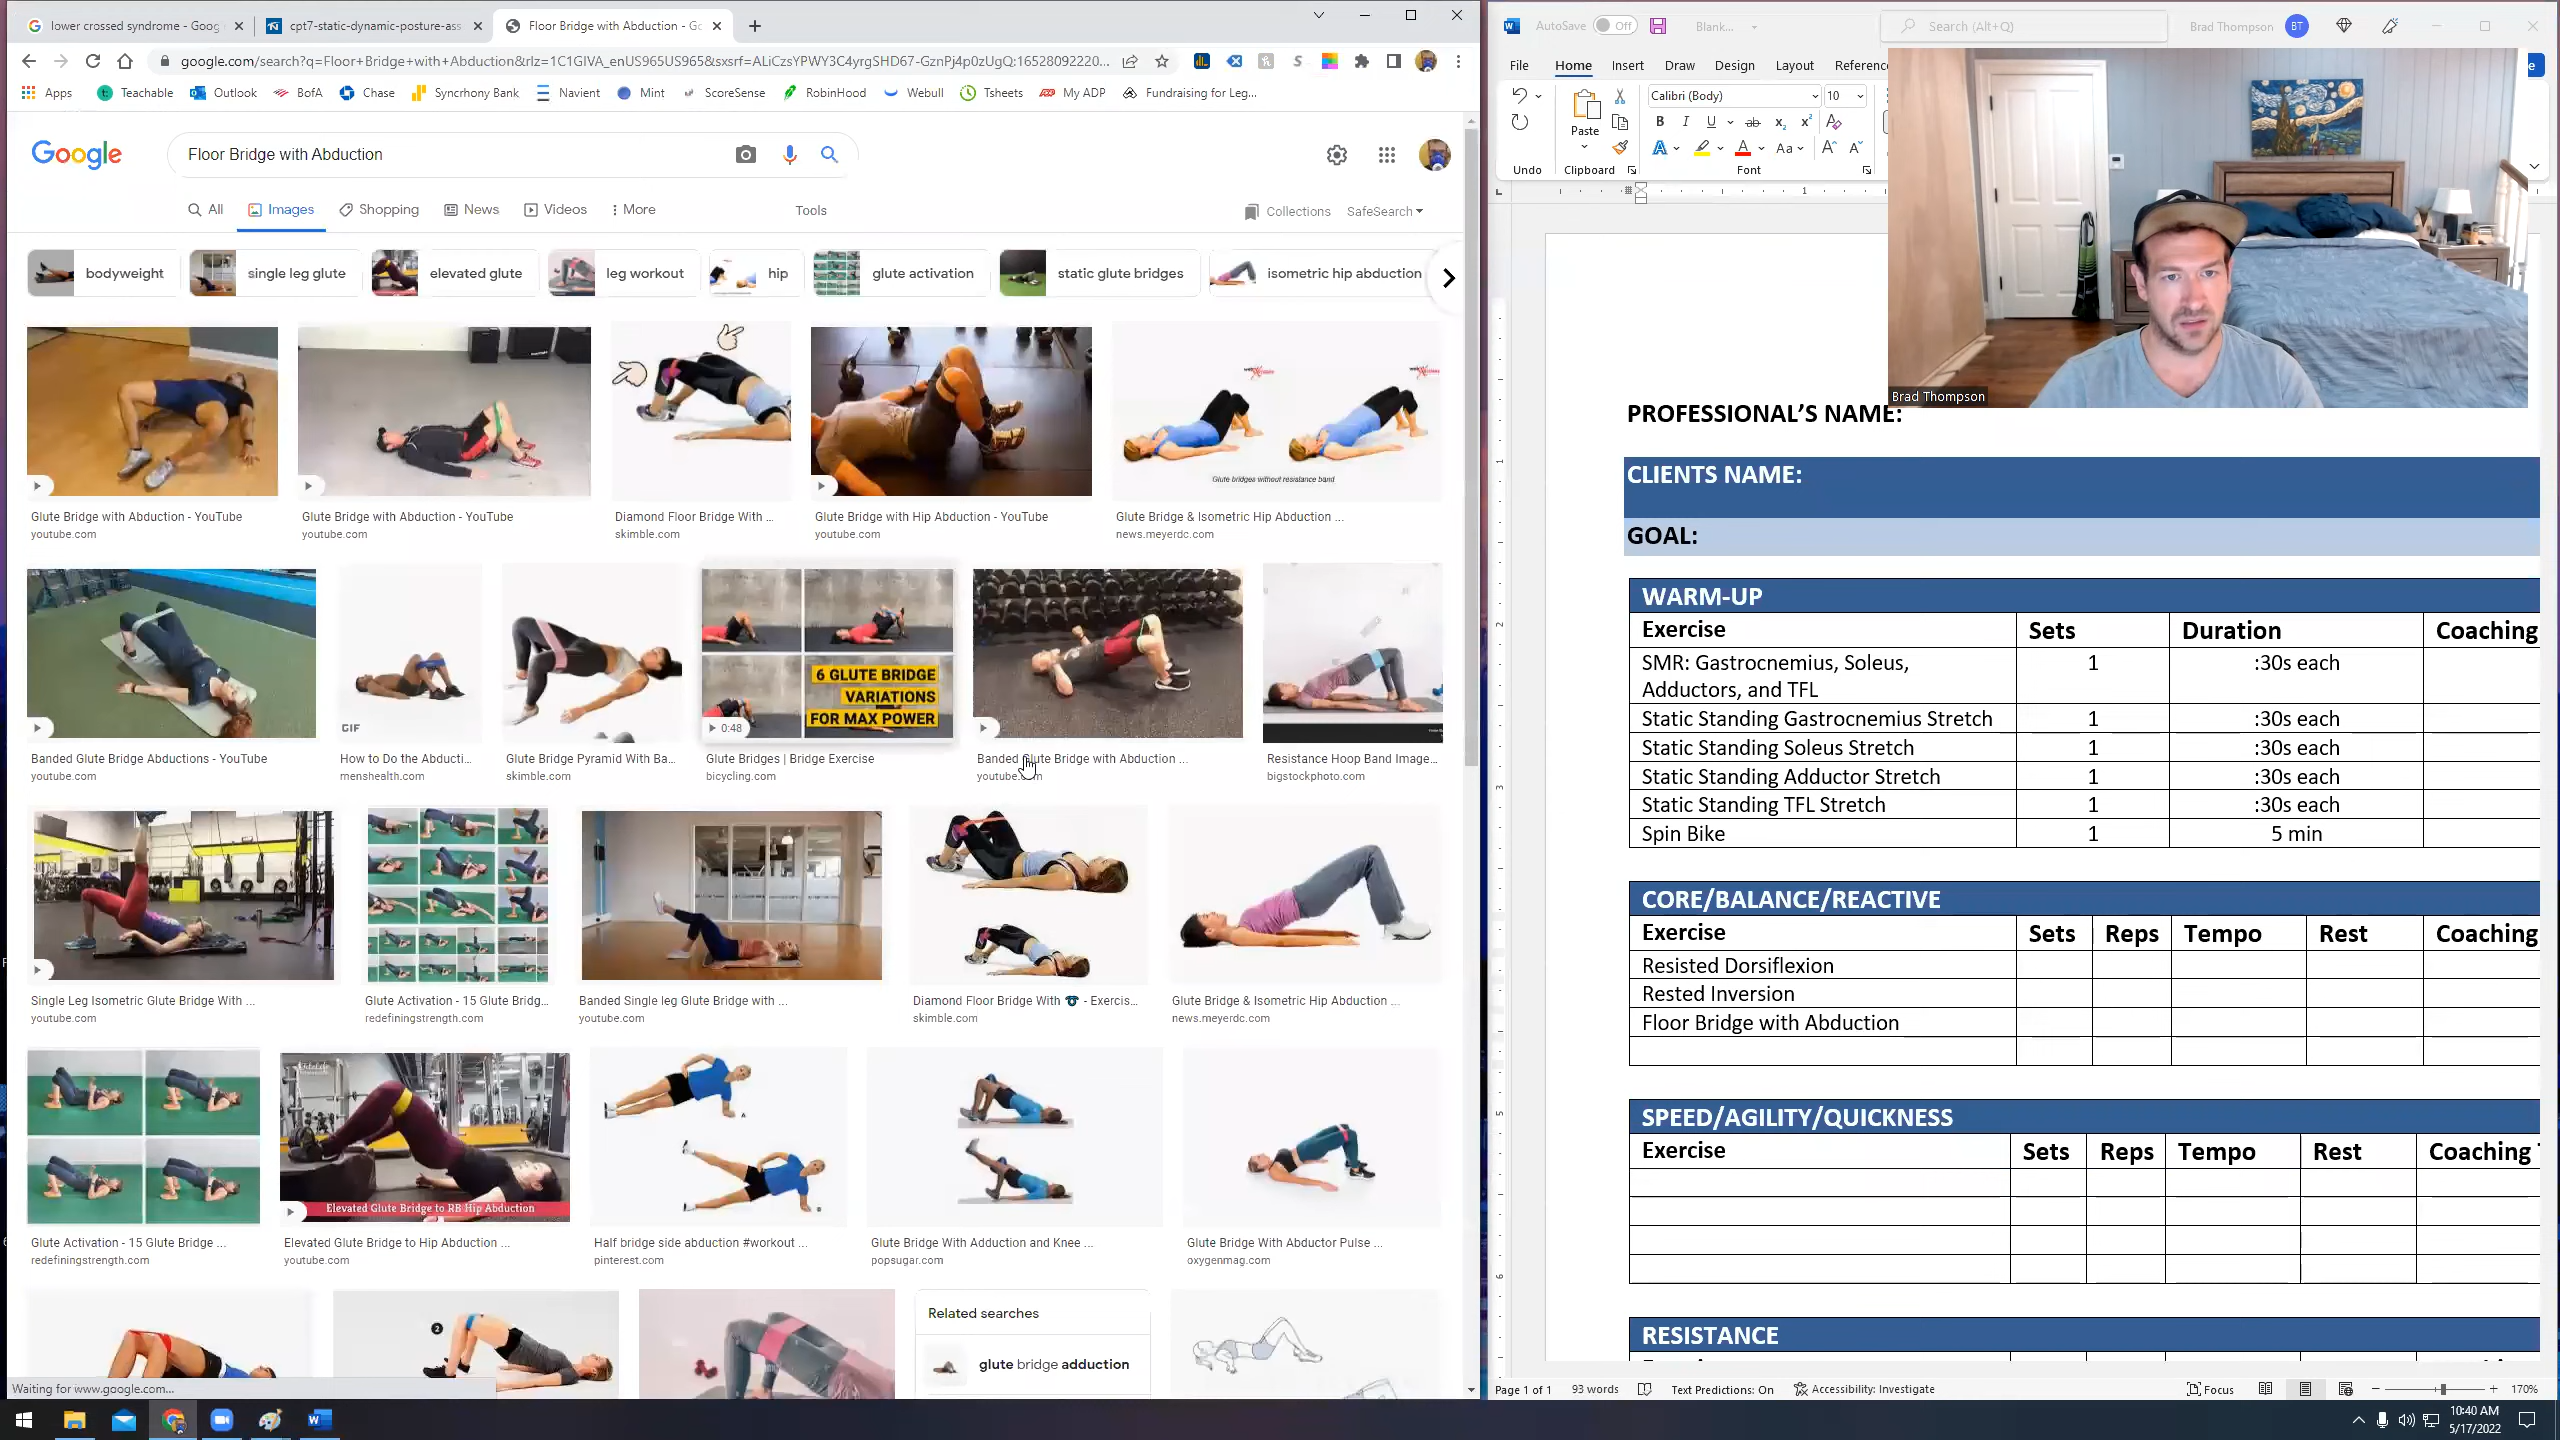 lower crossed syndrome - Goog
cpt7-static-dynamic-posture-ass
Floor Bridge with Abduction - Go
google.com/search?q=Floor+Bridge+with+Abduction&rlz=1C1GIVA_enUS965US965&sxsrf=ALiCzsYPWY3C4yrgSHD67-GznPj4p0zUgQ:16528092220...
Apps
Teachable
Outlook
BofA
Chase
Syncrhony Bank
Navient
Mint
ScoreSense
RobinHood
Webull
Tsheets
My ADP
Fundraising for Leg...
Google
Floor Bridge with Abduction
All
Images
Shopping
News
Videos
More
Tools
Collections
SafeSearch
bodyweight
single leg glute
elevated glute
leg workout
hip
glute activation
static glute bridges
isometric hip abduction
Glute bridges without resistance band
Glute Bridge with Abduction - YouTube
youtube.com
Glute Bridge with Abduction - YouTube
youtube.com
Diamond Floor Bridge With ...
skimble.com
Glute Bridge with Hip Abduction - YouTube
youtube.com
Glute Bridge & Isometric Hip Abduction ...
news.meyerdc.com
GIF
6 GLUTE BRIDGE
VARIATIONS
FOR MAX POWER
0:48
Banded Glute Bridge Abductions - YouTube
youtube.com
How to Do the Abducti...
menshealth.com
Glute Bridge Pyramid With Ba...
skimble.com
Glute Bridges | Bridge Exercise
bicycling.com
Banded Glute Bridge with Abduction ...
youtube.com
Resistance Hoop Band Image...
bigstockphoto.com
Single Leg Isometric Glute Bridge With ...
youtube.com
Glute Activation - 15 Glute Bridg...
redefiningstrength.com
Banded Single leg Glute Bridge with ...
youtube.com
Diamond Floor Bridge With - Exercis...
skimble.com
Glute Bridge & Isometric Hip Abduction ...
news.meyerdc.com
Elevated Glute Bridge to RB Hip Abduction
Glute Activation - 15 Glute Bridge ...
redefiningstrength.com
Elevated Glute Bridge to Hip Abduction ...
youtube.com
Half bridge side abduction #workout ...
pinterest.com
Glute Bridge With Adduction and Knee ...
popsugar.com
Glute Bridge With Abductor Pulse ...
oxygenmag.com
2
Related searches
glute bridge adduction
Waiting for www.google.com...
AutoSave
Off
Blank...
Search (Alt+Q)
Brad Thompson
BT
File
Home
Insert
Draw
Design
Layout
Referenc
Calibri (Body)
10
Paste
Undo
Clipboard
Font
Brad Thompson
PROFESSIONAL'S NAME:
CLIENTS NAME:
GOAL:
WARM-UP
Exercise Sets Duration Coaching
SMR: Gastrocnemius, Soleus, 1 :30s each
Adductors, and TFL
Static Standing Gastrocnemius Stretch 1 :30s each
Static Standing Soleus Stretch 1 :30s each
Static Standing Adductor Stretch 1 :30s each
Static Standing TFL Stretch 1 :30s each
Spin Bike 1 5 min
CORE/BALANCE/REACTIVE
Exercise Sets Reps Tempo Rest Coaching
Resisted Dorsiflexion
Rested Inversion
Floor Bridge with Abduction
SPEED/AGILITY/QUICKNESS
Exercise Sets Reps Tempo Rest Coaching
RESISTANCE
Page 1 of 1
93 words
Text Predictions: On
Accessibility: Investigate
Focus
170%
10:40 AM
5/17/2022